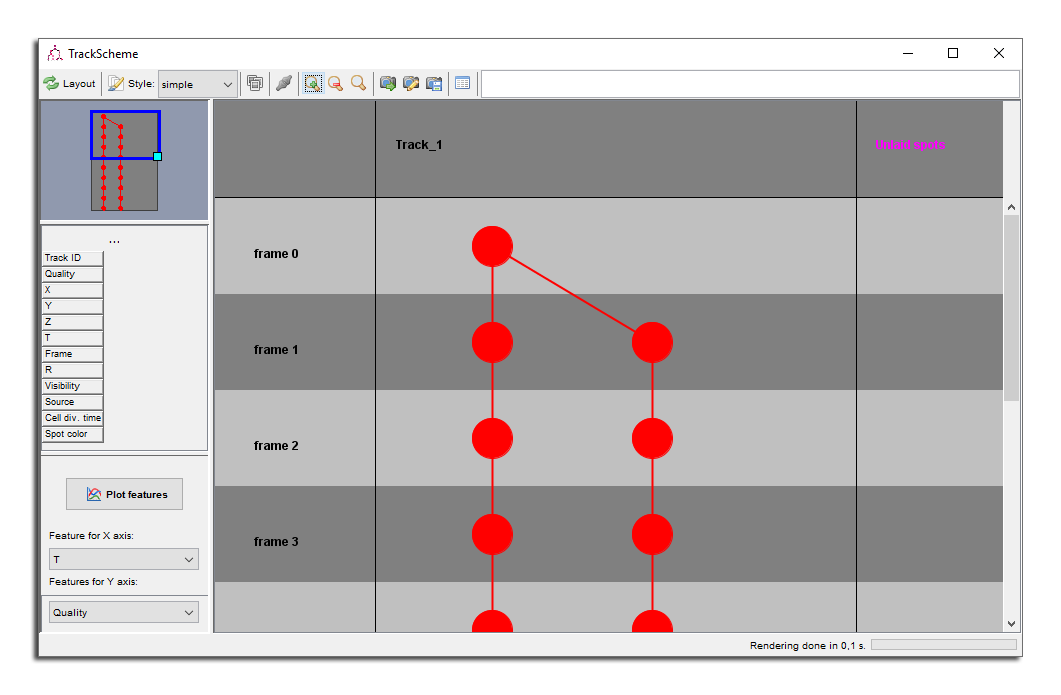 TrackScheme
Layout Style: simple
Track_1 Unlaid spots
...
Track ID
Quality
X
Y
Z
T
Frame
R
Visibility
Source
Cell div. time
Spot color
Plot features
Feature for X axis:
T
Features for Y axis:
Quality
frame 0
frame 1
frame 2
frame 3
Rendering done in 0,1 s.